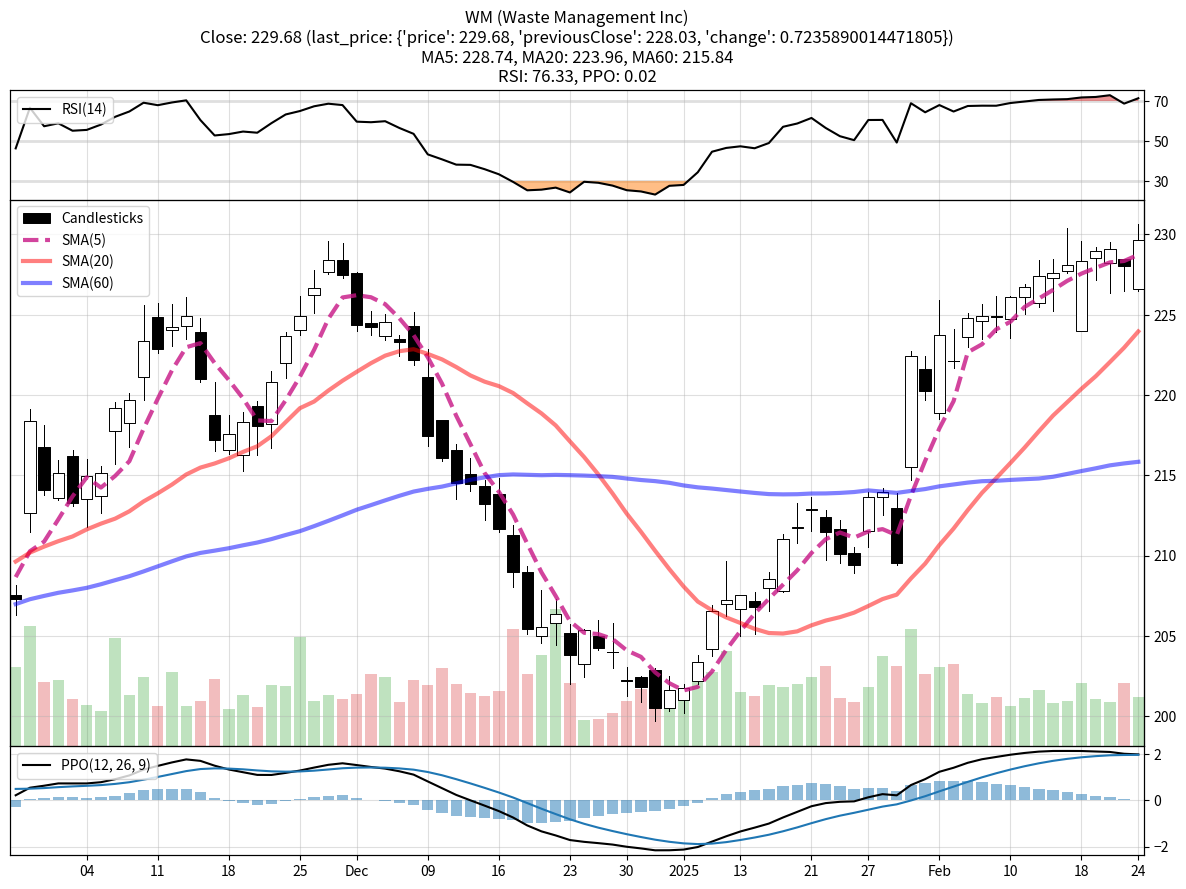 WM (Waste Management Inc)
Close: 229.68 (last_price: {'price': 229.68, 'previousClose': 228.03, 'change': 0.7235890014471805})
MA5: 228.74, MA20: 223.96, MA60: 215.84
RSI: 76.33, PPO: 0.02
RSI(14)
70
50
30
Candlesticks
SMA(5)
SMA(20)
SMA(60)
230
225
220
215
210
205
200
PPO(12, 26, 9)
2
0
−2
04 11 18 25 Dec 09 16 23 30 2025 13 21 27 Feb 10 18 24